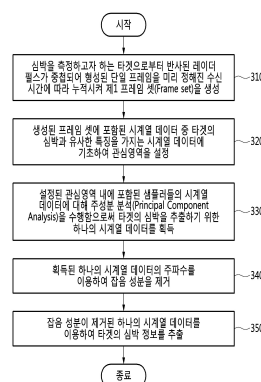 시작
심박을 측정하고자 하는 타겟으로부터 반사된 레이더
펄스가 중첩되어 형성된 단일 프레임을 미리 정해진 수신
시간에 따라 누적시켜 제1 프레임 셋(Frame set)을 생성
310
생성된 프레임 셋에 포함된 시계열 데이터 중 타겟의
심박과 유사한 특징을 가지는 시계열 데이터에
기초하여 관심영역을 설정
320
설정된 관심영역 내에 포함된 샘플러들의 시계열
데이터에 대해 주성분 분석(Principal Component
Analysis)을 수행함으로써 타겟의 심박을 추출하기 위한
하나의 시계열 데이터를 획득
330
획득된 하나의 시계열 데이터의 주파수를
이용하여 잡음 성분을 제거
340
잡음 성분이 제거된 하나의 시계열 데이터를
이용하여 타겟의 심박 정보를 추출
350
종료